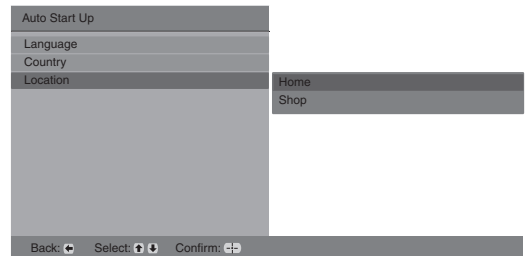 Auto Start Up
Language
Country
Location
Home
Shop
Back: Select: Confirm: